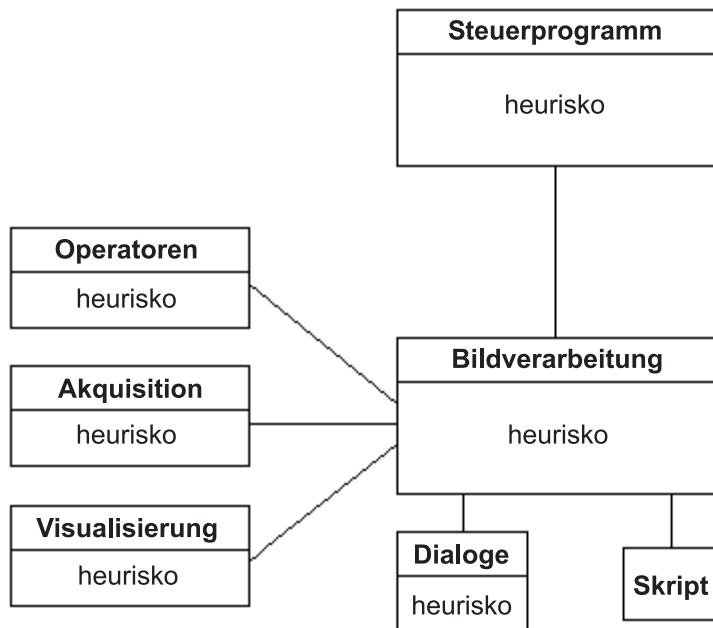 Steuerprogramm
heurisko
Operatoren
heurisko
Akquisition
heurisko
Visualisierung
heurisko
Bildverarbeitung
heurisko
Dialoge
heurisko
Skript